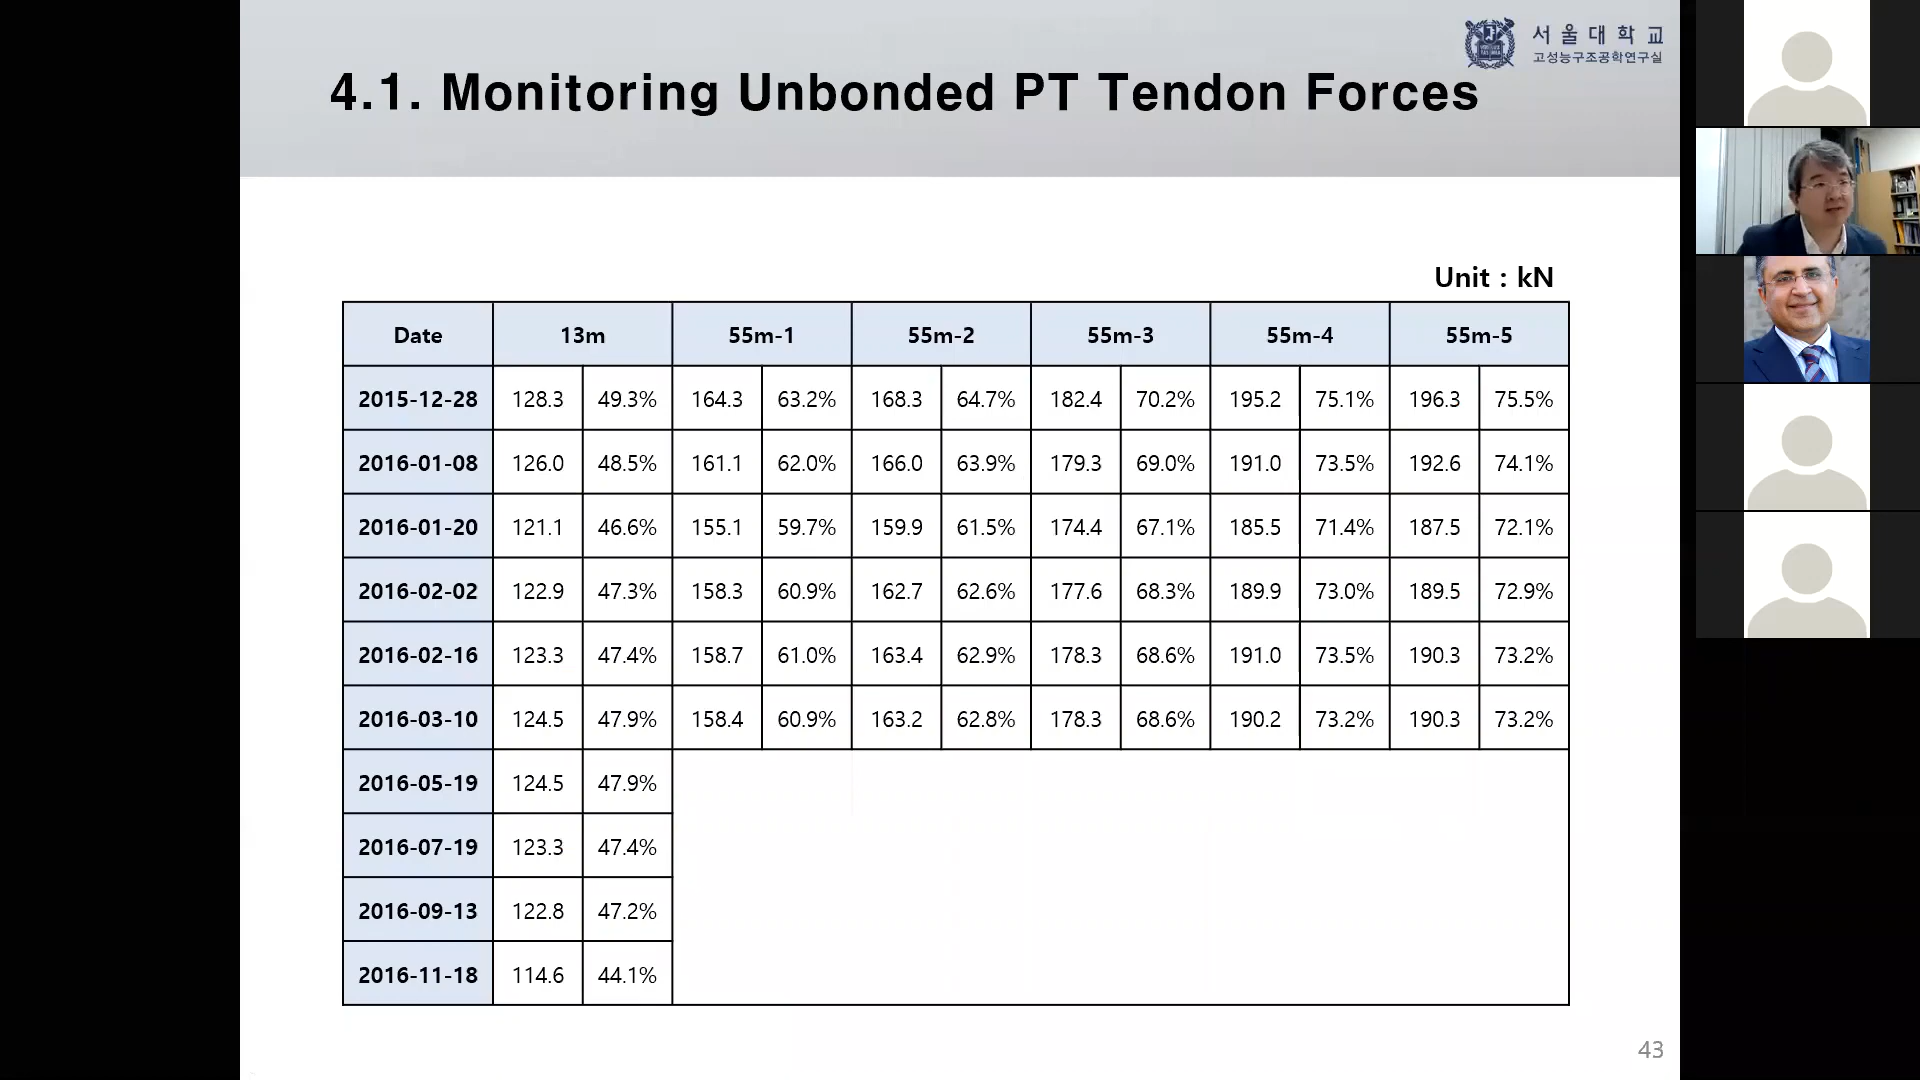 서울대학교
고성능구조공학연구실
4.1. Monitoring Unbonded PT Tendon Forces
Unit : kN
Date 13m 55m-1 55m-2 55m-3 55m-4 55m-5
2015-12-28 128.3 49.3% 164.3 63.2% 168.3 64.7% 182.4 70.2% 195.2 75.1% 196.3 75.5%
2016-01-08 126.0 48.5% 161.1 62.0% 166.0 63.9% 179.3 69.0% 191.0 73.5% 192.6 74.1%
2016-01-20 121.1 46.6% 155.1 59.7% 159.9 61.5% 174.4 67.1% 185.5 71.4% 187.5 72.1%
2016-02-02 122.9 47.3% 158.3 60.9% 162.7 62.6% 177.6 68.3% 189.9 73.0% 189.5 72.9%
2016-02-16 123.3 47.4% 158.7 61.0% 163.4 62.9% 178.3 68.6% 191.0 73.5% 190.3 73.2%
2016-03-10 124.5 47.9% 158.4 60.9% 163.2 62.8% 178.3 68.6% 190.2 73.2% 190.3 73.2%
2016-05-19 124.5 47.9%
2016-07-19 123.3 47.4%
2016-09-13 122.8 47.2%
2016-11-18 114.6 44.1%
43